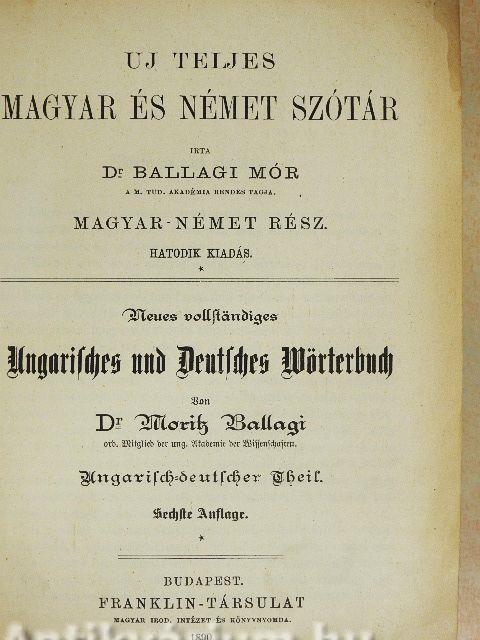 UJ TELJES
MAGYAR ÉS NÉMET SZÓTÁR
IRTA
Dr BALLAGI MÓR
A M. TUD. AKADÉMIA RENDES TAGJA.
MAGYAR-NÉMET RÉSZ.
HATODIK KIADÁS.
*
Neues vollständiges
Ungarisches und Deutsches Wörterbuch
Von
Dr Moritz Ballagi
ord. Mitglied der ung. Akademie der Wissenschaften.
Ungarisch-deutscher Theil.
Sechste Auflage.
*
BUDAPEST.
FRANKLIN-TÁRSULAT
MAGYAR IROD. INTÉZET ÉS KÖNYVNYOMDA.
1890